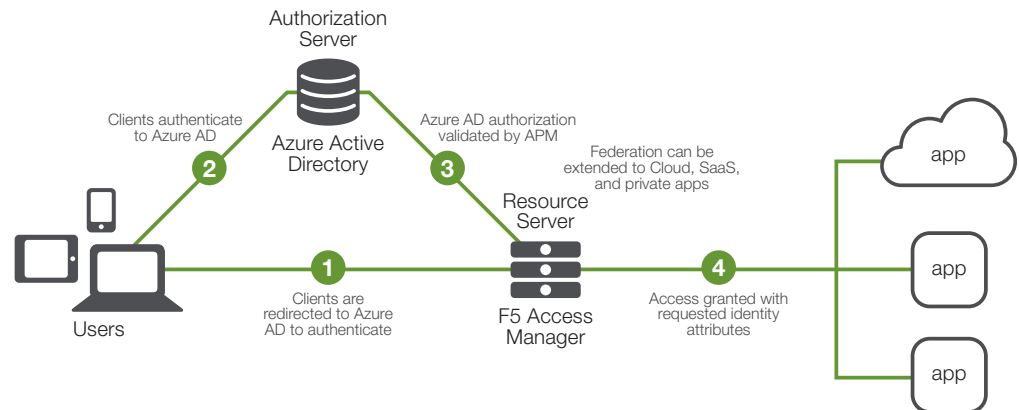 Authorization
Server
Clients authenticate
to Azure AD
2
Azure Active
Directory
Azure AD authorization
validated by APM
3
Federation can be
extended to Cloud, SaaS,
and private apps
app
Resource
Server
1
Clients are
redirected to Azure
AD to authenticate
Users
F5 Access
Manager
4
Access granted with
requested identity
attributes
app
app